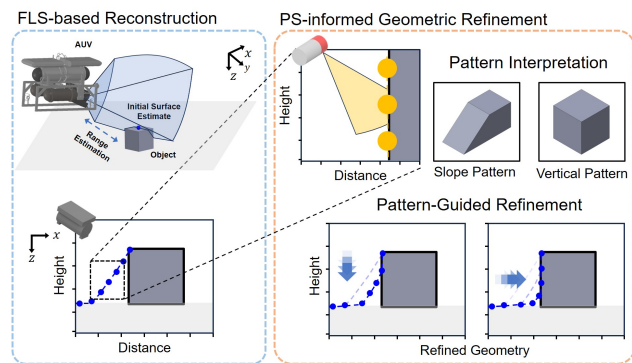 FLS-based Reconstruction
AUV
x
y
z
Initial Surface
Estimate
Range
Estimation
Object
z
x
Height
Distance
PS-informed Geometric Refinement
Height
Distance
Pattern Interpretation
Slope Pattern
Vertical Pattern
Pattern-Guided Refinement
Height
Refined Geometry